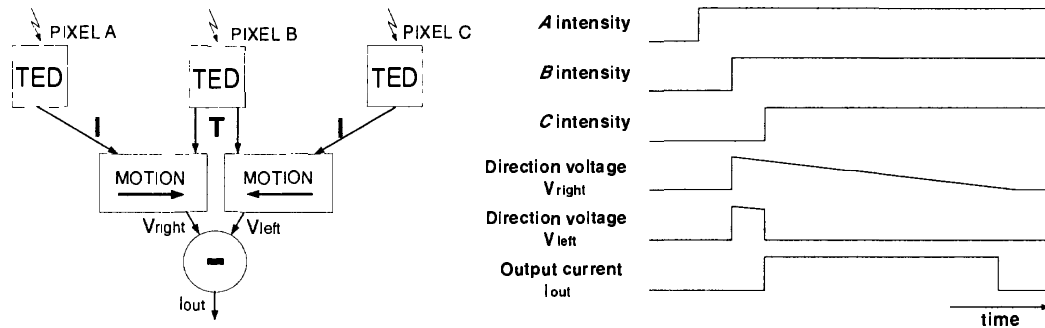 PIXEL A
PIXEL B
PIXEL C
TED
TED
TED
I
T
I
MOTION
MOTION
Vright
Vleft
Iout
A intensity
B intensity
C intensity
Direction voltage
Vright
Direction voltage
Vleft
Output current
Iout
time